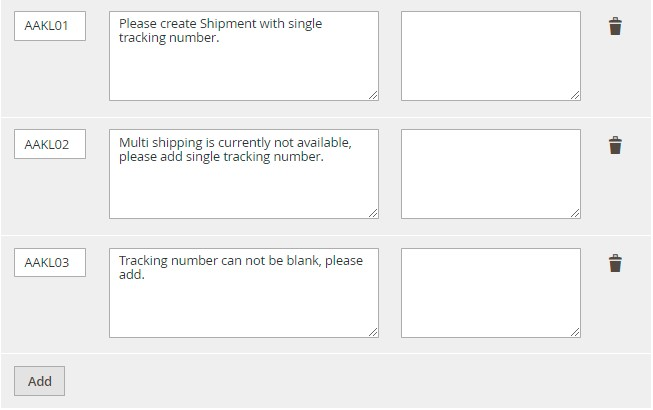 AAKL01
Please create Shipment with single
tracking number.
AAKL02
Multi shipping is currently not available,
please add single tracking number.
AAKL03
Tracking number can not be blank, please
add.
Add